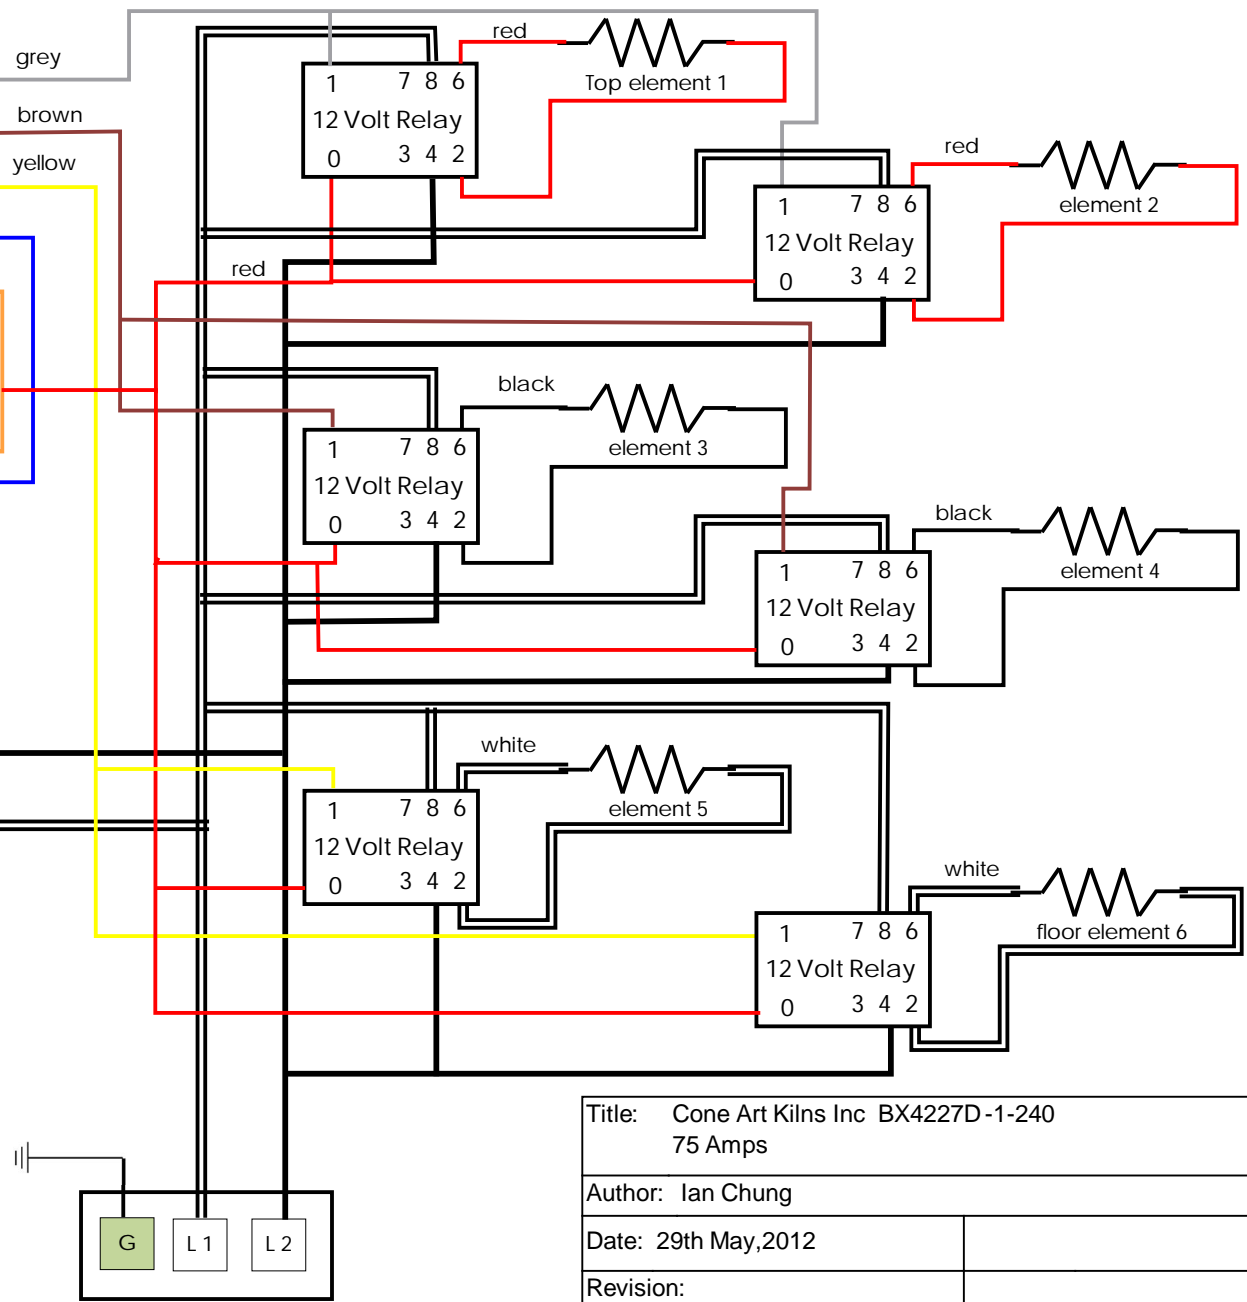 grey
red
Top element 1
1 7 8 6
12 Volt Relay
0 3 4 2
brown
yellow
red
element 2
1 7 8 6
12 Volt Relay
0 3 4 2
red
black
element 3
1 7 8 6
12 Volt Relay
0 3 4 2
black
element 4
1 7 8 6
12 Volt Relay
0 3 4 2
white
element 5
1 7 8 6
12 Volt Relay
0 3 4 2
white
floor element 6
1 7 8 6
12 Volt Relay
0 3 4 2
G L 1 L 2
Title: Cone Art Kilns Inc BX4227D-1-240
75 Amps
Author: Ian Chung
Date: 29th May,2012
Revision: